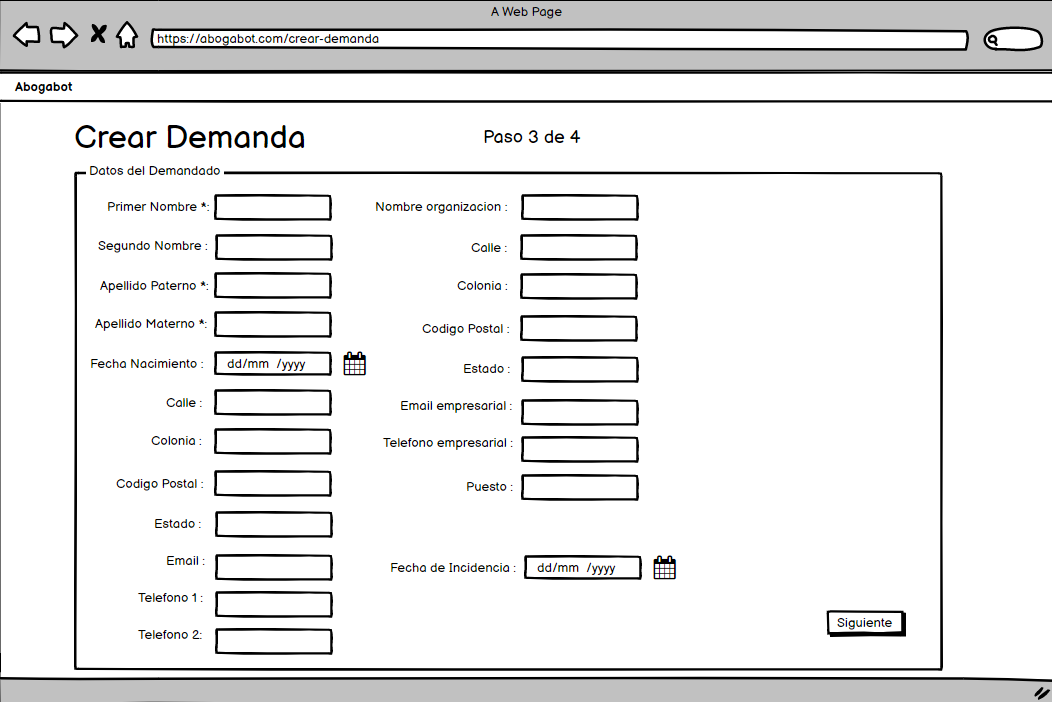 A Web Page
https://abogabot.com/crear-demanda
Abogabot
Crear Demanda
Paso 3 de 4
Datos del Demandado
Primer Nombre *:
Segundo Nombre :
Apellido Paterno *:
Apellido Materno *:
Fecha Nacimiento :
dd/mm /yyyy
Calle :
Colonia :
Codigo Postal :
Estado :
Email :
Telefono 1 :
Telefono 2:
Nombre organizacion :
Calle :
Colonia :
Codigo Postal :
Estado :
Email empresarial :
Telefono empresarial :
Puesto :
Fecha de Incidencia :
dd/mm /yyyy
Siguiente